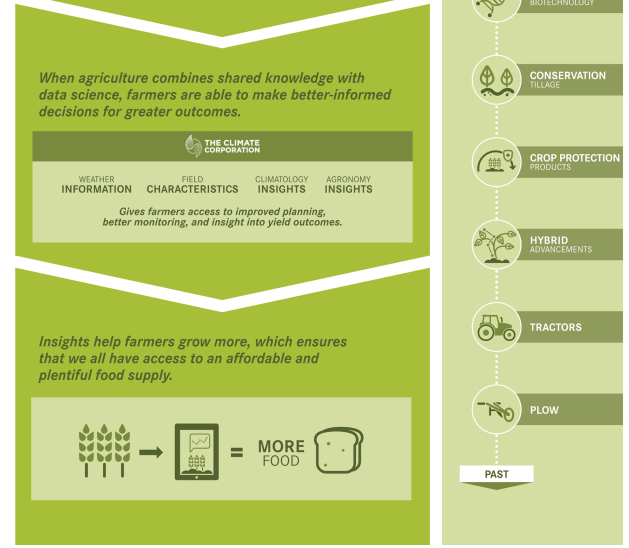 When agriculture combines shared knowledge with
data science, farmers are able to make better-informed
decisions for greater outcomes.
THE CLIMATE
CORPORATION
WEATHER
INFORMATION
FIELD
CHARACTERISTICS
CLIMATOLOGY
INSIGHTS
AGRONOMY
INSIGHTS
Gives farmers access to improved planning,
better monitoring, and insight into yield outcomes.
Insights help farmers grow more, which ensures
that we all have access to an affordable and
plentiful food supply.
=
MORE
FOOD
BIOTECHNOLOGY
CONSERVATION
TILLAGE
CROP PROTECTION
PRODUCTS
HYBRID
ADVANCEMENTS
TRACTORS
PLOW
PAST